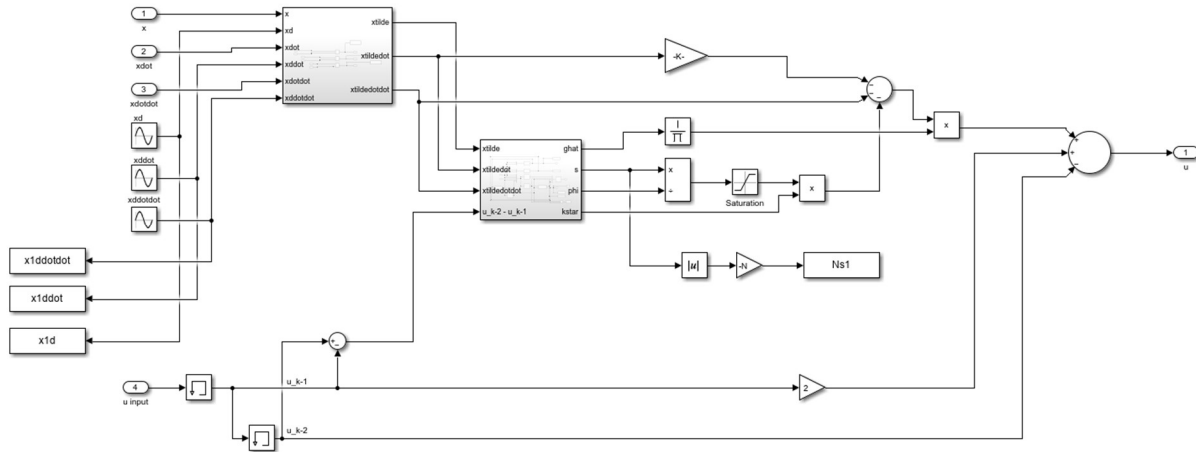 1
x
2
xdot
3
xdotdot
x
xd
xdot
xddot
xdotdot
xddotdot
xtilde
xtildedot
xtildedotdot
xd
xddot
xddotdot
x1ddotdot
x1ddot
x1d
-K-
xtilde
xtildedot
xtildedotdot
u_k-2 - u_k-1
ghat
s
phi
kstar
x
÷
Saturation
x
x
+
+
−
1
u
|u|
-N
Ns1
+
−
−
−
−
4
u input
u_k-1
2
u_k-2